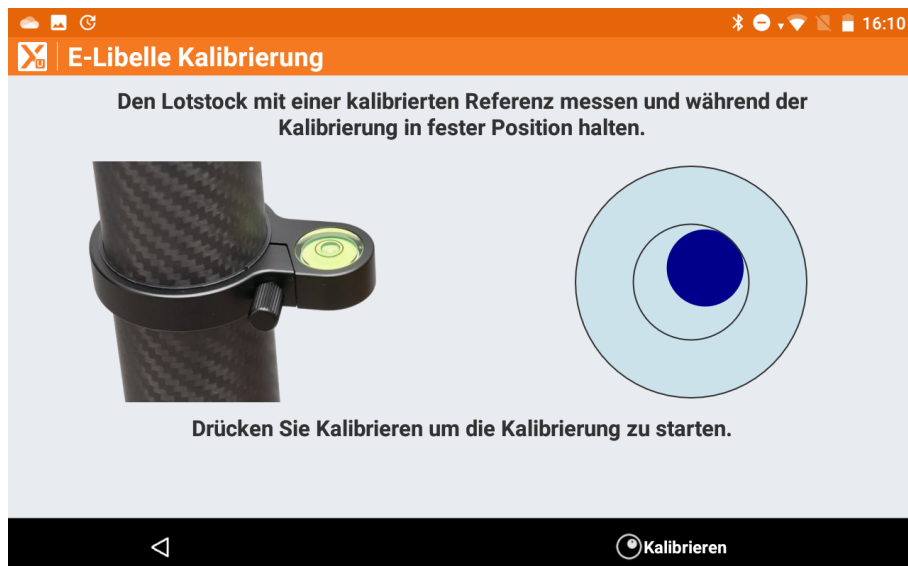 16:10
X U E-Libelle Kalibrierung
Den Lotstock mit einer kalibrierten Referenz messen und während der
Kalibrierung in fester Position halten.
Drücken Sie Kalibrieren um die Kalibrierung zu starten.
Kalibrieren